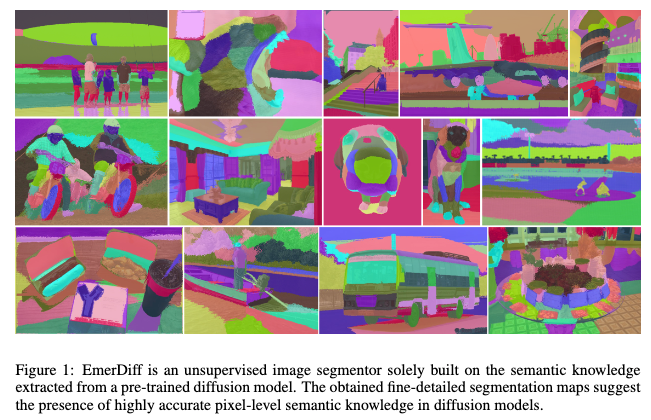 Figure 1: EmerDiff is an unsupervised image segmentor solely built on the semantic knowledge
extracted from a pre-trained diffusion model. The obtained fine-detailed segmentation maps suggest
the presence of highly accurate pixel-level semantic knowledge in diffusion models.